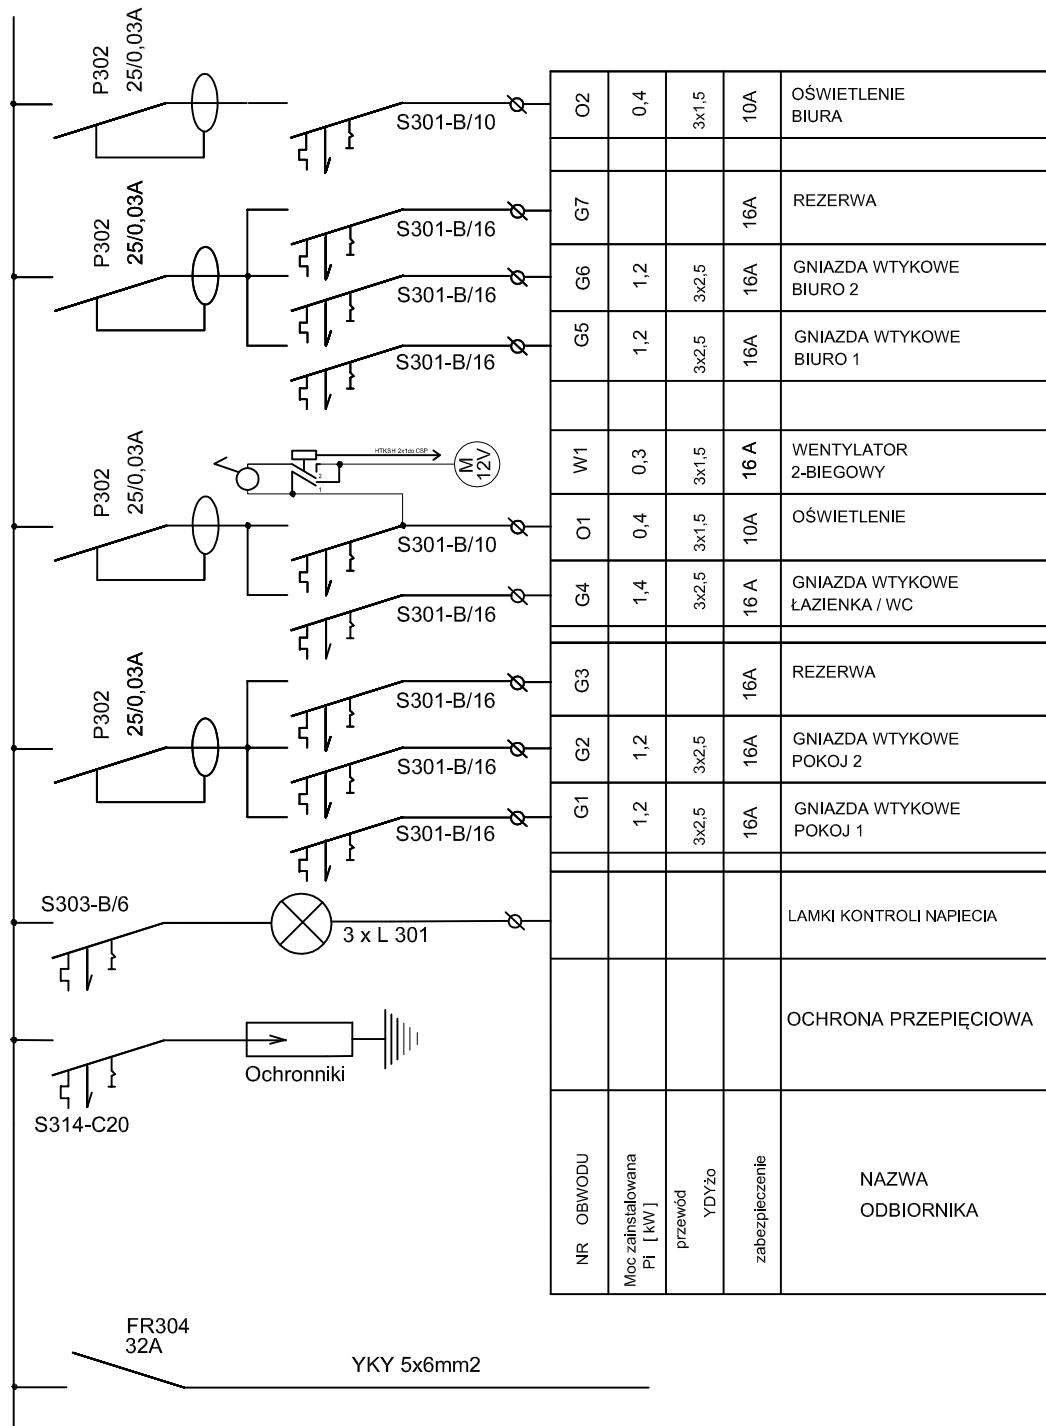 P302
25/0,03A
S301-B/10
O2
0,4
3x1,5
10A
OŚWIETLENIE
BIURA
P302
25/0,03A
S301-B/16
G7
16A
REZERWA
S301-B/16
G6
1,2
3x2,5
16A
GNIAZDA WTYKOWE
BIURO 2
S301-B/16
G5
1,2
3x2,5
16A
GNIAZDA WTYKOWE
BIURO 1
HTKSH 2x1do CSP
M
12V
2
1
W1
0,3
3x1,5
16 A
WENTYLATOR
2-BIEGOWY
P302
25/0,03A
S301-B/10
O1
0,4
3x1,5
10A
OŚWIETLENIE
S301-B/16
G4
1,4
3x2,5
16 A
GNIAZDA WTYKOWE
ŁAZIENKA / WC
P302
25/0,03A
S301-B/16
G3
16A
REZERWA
S301-B/16
G2
1,2
3x2,5
16A
GNIAZDA WTYKOWE
POKOJ 2
S301-B/16
G1
1,2
3x2,5
16A
GNIAZDA WTYKOWE
POKOJ 1
S303-B/6
3 x L 301
LAMKI KONTROLI NAPIECIA
OCHRONA PRZEPIĘCIOWA
Ochronniki
S314-C20
NR OBWODU
Moc zainstalowana
Pi [ kW ]
przewód
YDYżo
zabezpieczenie
NAZWA
ODBIORNIKA
FR304
32A
YKY 5x6mm2